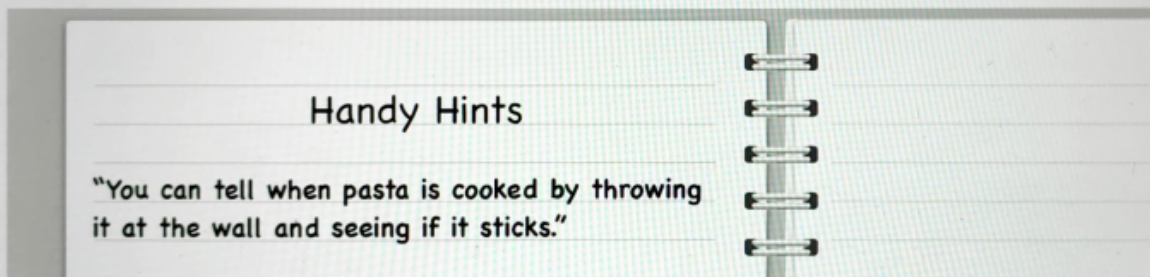 Handy Hints
“You can tell when pasta is cooked by throwing
it at the wall and seeing if it sticks.”